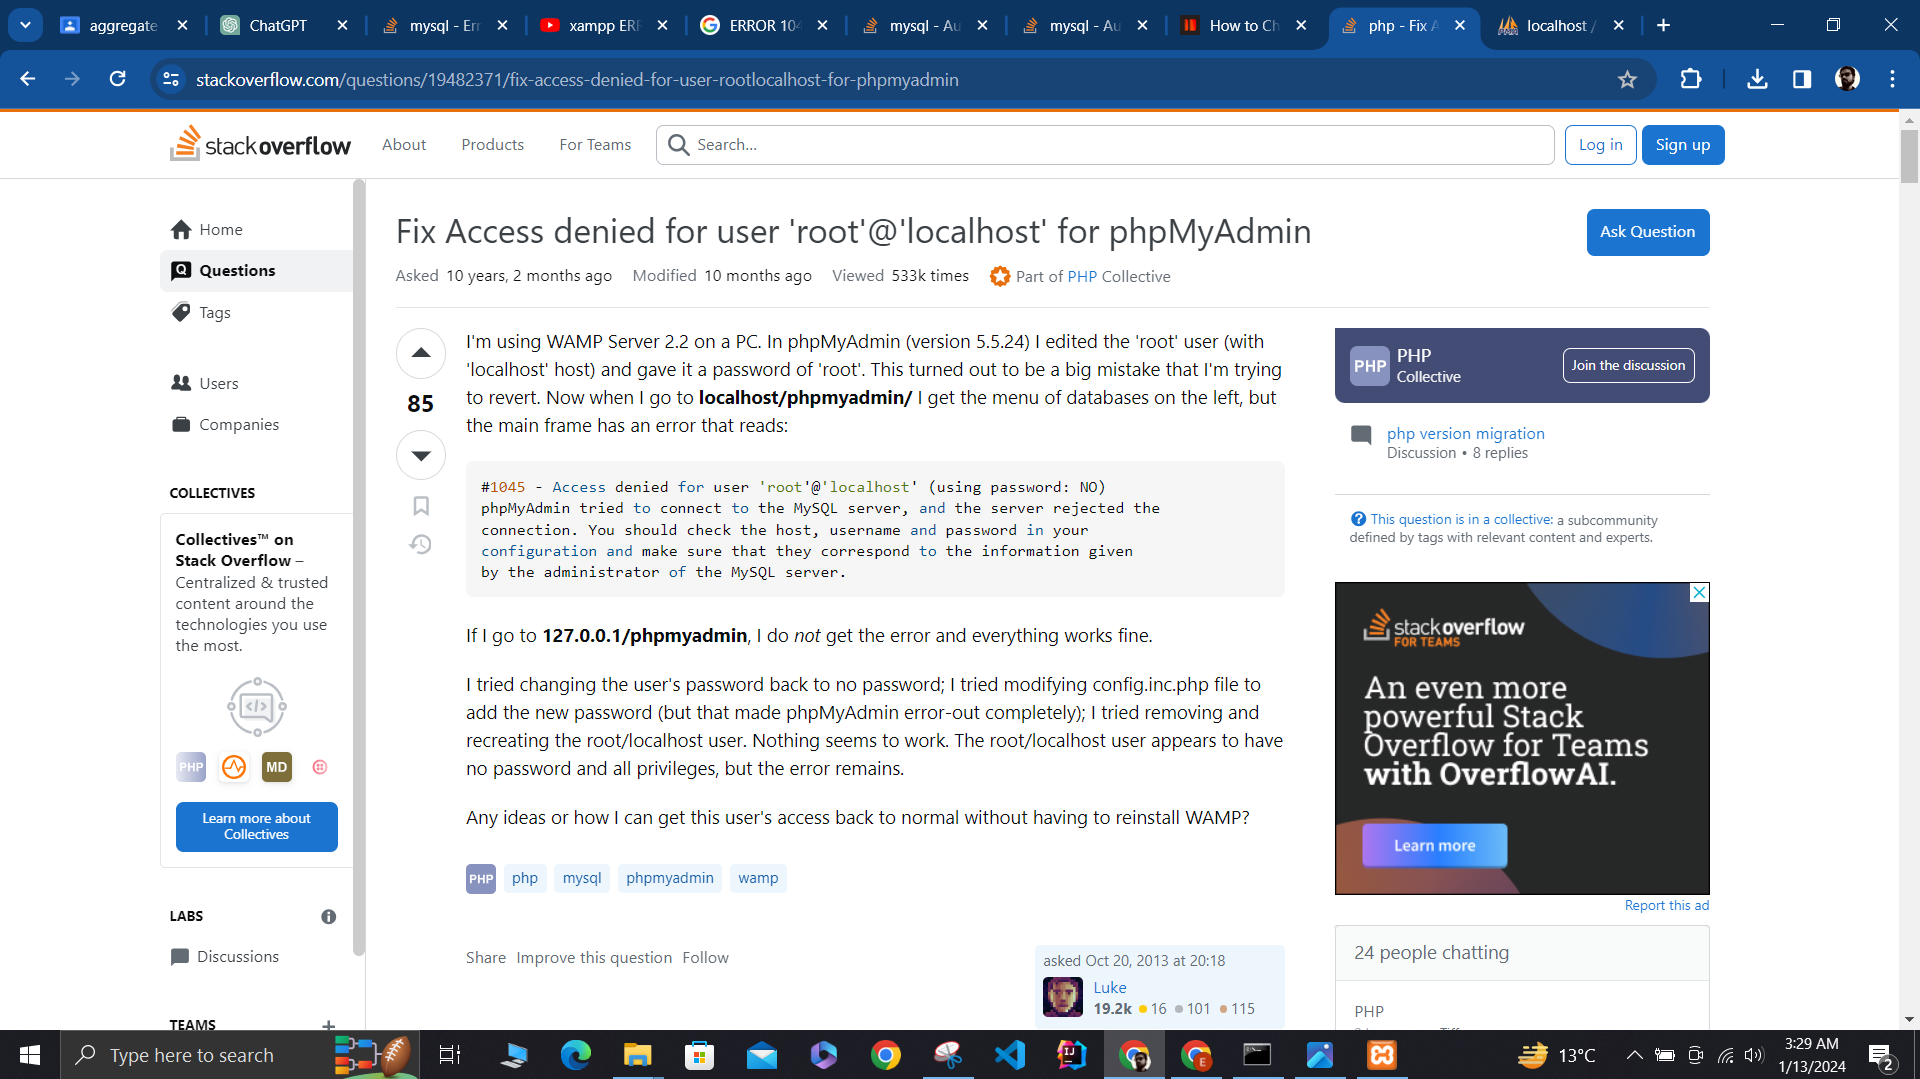 aggregate
ChatGPT
mysql - Err
xampp ERF
ERROR 104
mysql - Au
mysql - Au
How to Ch
php - Fix A
localhost /
stackoverflow.com/questions/19482371/fix-access-denied-for-user-rootlocalhost-for-phpmyadmin
stackoverflow
About
Products
For Teams
Search...
Log in
Sign up
Home
Questions
Tags
Users
Companies
COLLECTIVES
Collectives™ on
Stack Overflow –
Centralized & trusted
content around the
technologies you use
the most.
PHP
MD
Learn more about
Collectives
LABS
Discussions
TEAMS
Fix Access denied for user 'root'@'localhost' for phpMyAdmin
Ask Question
Asked 10 years, 2 months ago
Modified 10 months ago
Viewed 533k times
Part of PHP Collective
85
I'm using WAMP Server 2.2 on a PC. In phpMyAdmin (version 5.5.24) I edited the 'root' user (with
'localhost' host) and gave it a password of 'root'. This turned out to be a big mistake that I'm trying
to revert. Now when I go to localhost/phpmyadmin/ I get the menu of databases on the left, but
the main frame has an error that reads:
#1045 - Access denied for user 'root'@'localhost' (using password: NO)
phpMyAdmin tried to connect to the MySQL server, and the server rejected the
connection. You should check the host, username and password in your
configuration and make sure that they correspond to the information given
by the administrator of the MySQL server.
If I go to 127.0.0.1/phpmyadmin, I do not get the error and everything works fine.
I tried changing the user's password back to no password; I tried modifying config.inc.php file to
add the new password (but that made phpMyAdmin error-out completely); I tried removing and
recreating the root/localhost user. Nothing seems to work. The root/localhost user appears to have
no password and all privileges, but the error remains.
Any ideas or how I can get this user's access back to normal without having to reinstall WAMP?
PHP
php
mysql
phpmyadmin
wamp
Share
Improve this question
Follow
asked Oct 20, 2013 at 20:18
Luke
19.2k 16 101 115
PHP
PHP
Collective
Join the discussion
php version migration
Discussion • 8 replies
This question is in a collective: a subcommunity
defined by tags with relevant content and experts.
stackoverflow
FOR TEAMS
An even more
powerful Stack
Overflow for Teams
with OverflowAI.
Learn more
Report this ad
24 people chatting
PHP
Type here to search
13°C
3:29 AM
1/13/2024
2